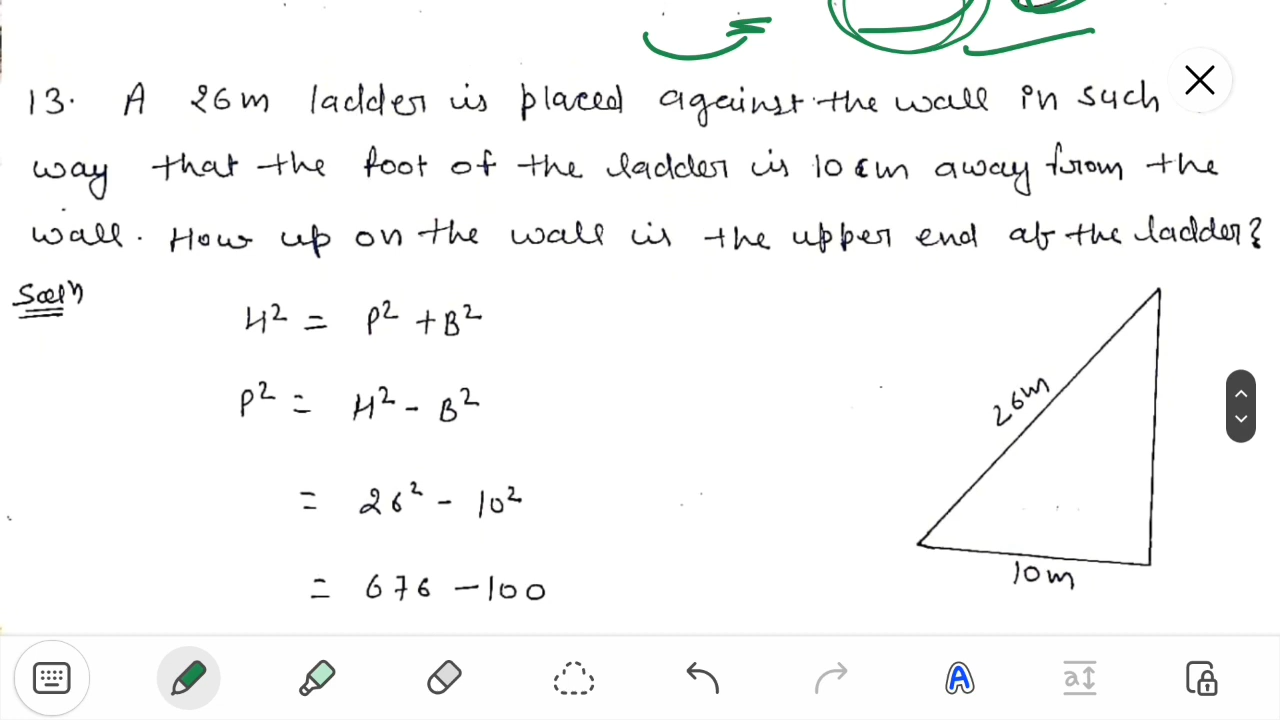 13. A 26m ladder is placed against the wall in such
way that the foot of the ladder is 10 cm away from the
wall. How up on the wall is the upper end of the ladder?
Solⁿ
H² = P² + B²
P² = H² - B²
= 26² - 10²
= 676 - 100
26m
10m
A
a